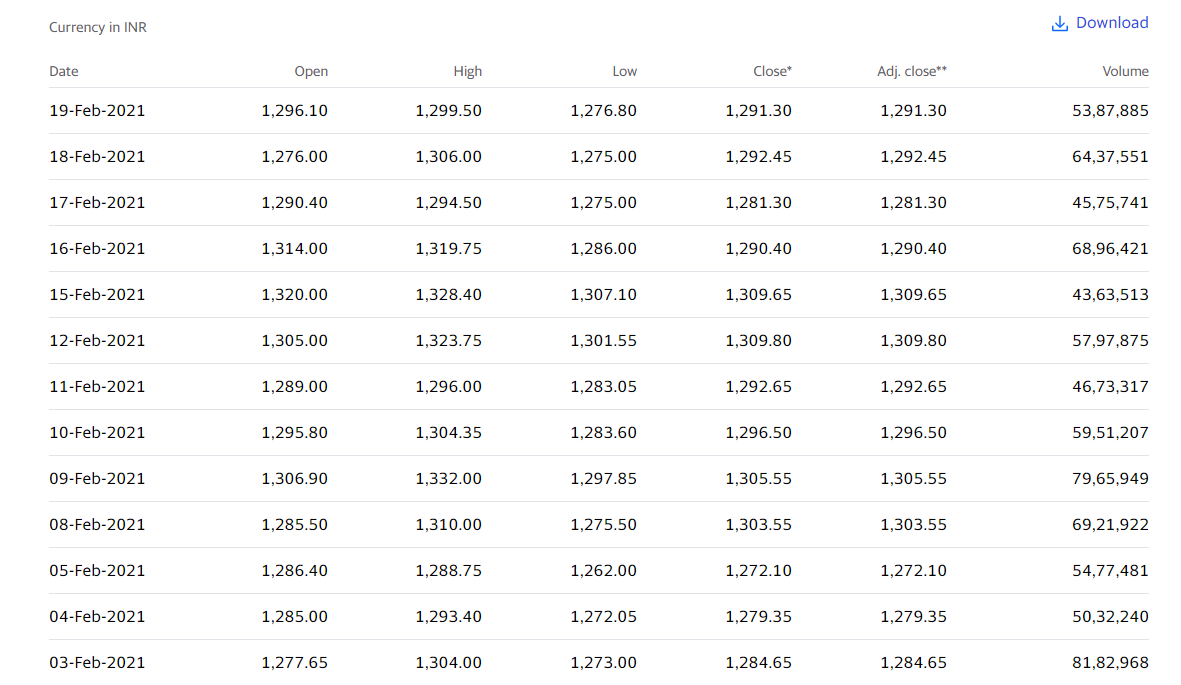 Currency in INR Download
Date Open High Low Close* Adj. close** Volume
19-Feb-2021 1,296.10 1,299.50 1,276.80 1,291.30 1,291.30 53,87,885
18-Feb-2021 1,276.00 1,306.00 1,275.00 1,292.45 1,292.45 64,37,551
17-Feb-2021 1,290.40 1,294.50 1,275.00 1,281.30 1,281.30 45,75,741
16-Feb-2021 1,314.00 1,319.75 1,286.00 1,290.40 1,290.40 68,96,421
15-Feb-2021 1,320.00 1,328.40 1,307.10 1,309.65 1,309.65 43,63,513
12-Feb-2021 1,305.00 1,323.75 1,301.55 1,309.80 1,309.80 57,97,875
11-Feb-2021 1,289.00 1,296.00 1,283.05 1,292.65 1,292.65 46,73,317
10-Feb-2021 1,295.80 1,304.35 1,283.60 1,296.50 1,296.50 59,51,207
09-Feb-2021 1,306.90 1,332.00 1,297.85 1,305.55 1,305.55 79,65,949
08-Feb-2021 1,285.50 1,310.00 1,275.50 1,303.55 1,303.55 69,21,922
05-Feb-2021 1,286.40 1,288.75 1,262.00 1,272.10 1,272.10 54,77,481
04-Feb-2021 1,285.00 1,293.40 1,272.05 1,279.35 1,279.35 50,32,240
03-Feb-2021 1,277.65 1,304.00 1,273.00 1,284.65 1,284.65 81,82,968